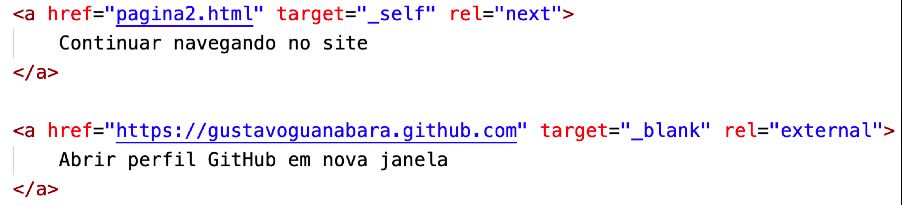 <a href="pagina2.html" target="_self" rel="next">
Continuar navegando no site
</a>
<a href="https://gustavoguanabara.github.com" target="_blank" rel="external">
Abrir perfil GitHub em nova janela
</a>